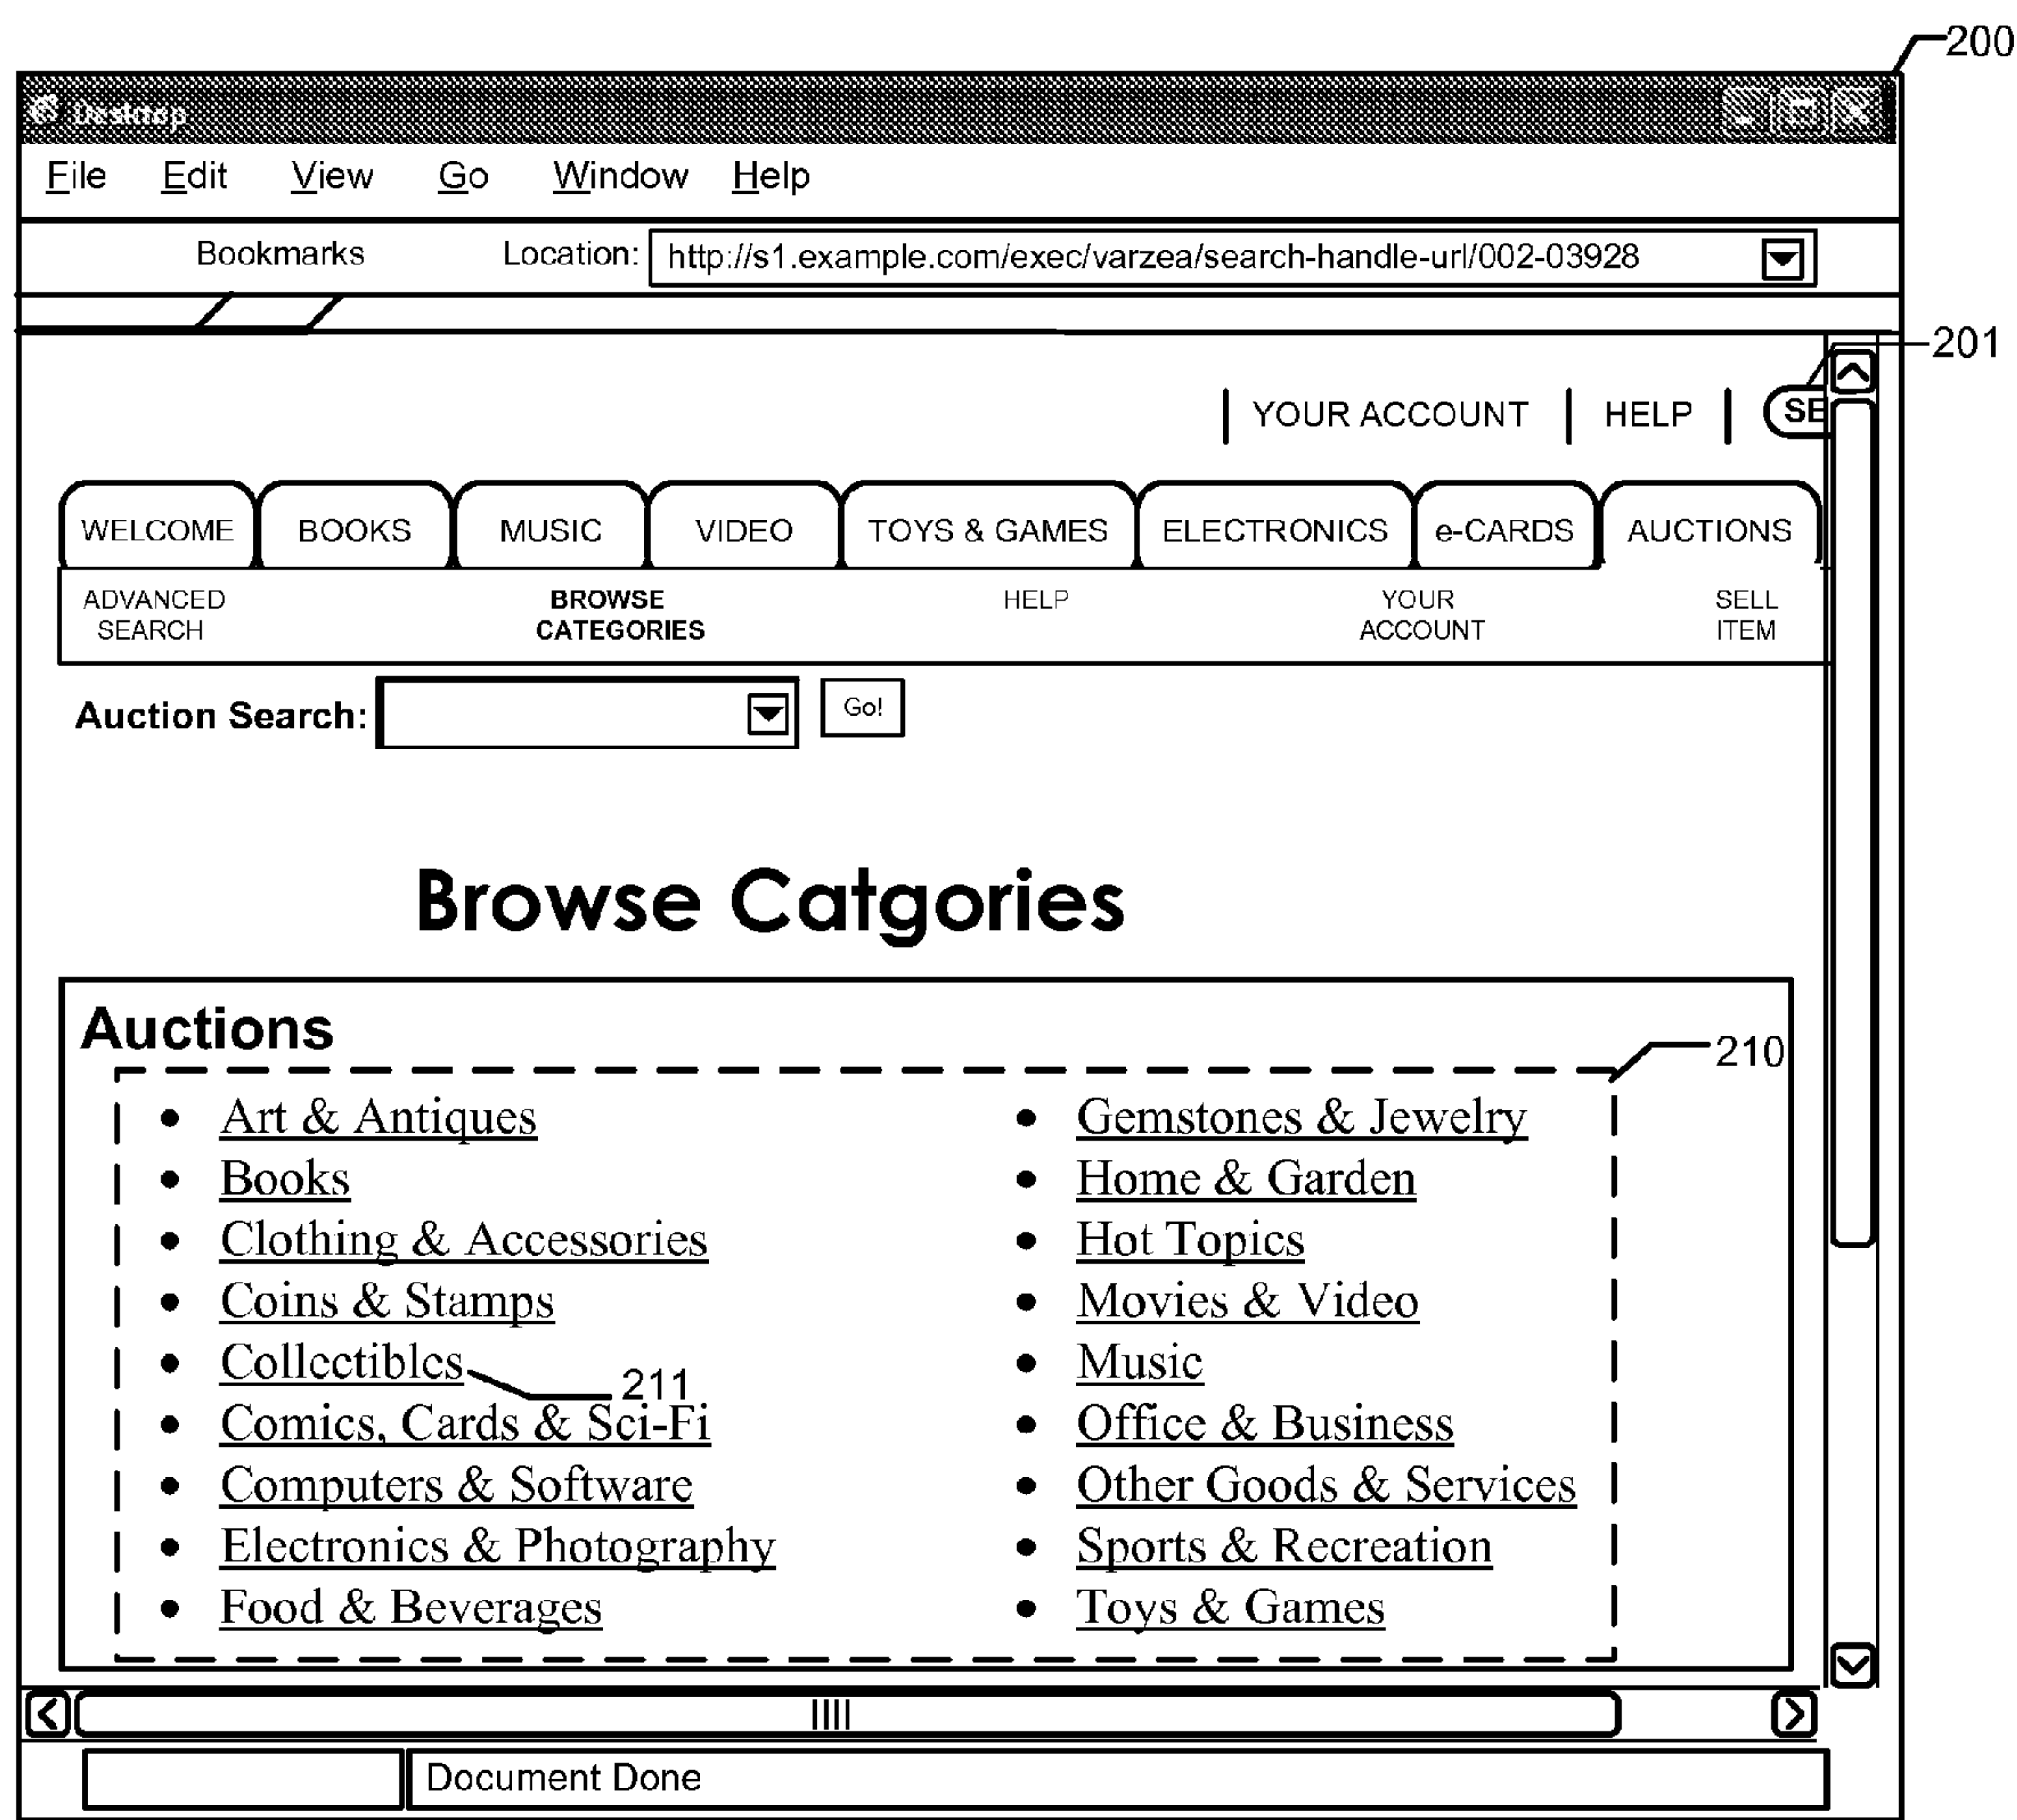 200
Desktop
File Edit View Go Window Help
Bookmarks Location: http://s1.example.com/exec/varzea/search-handle-url/002-03928
201
YOUR ACCOUNT HELP SE
WELCOME BOOKS MUSIC VIDEO TOYS & GAMES ELECTRONICS e-CARDS AUCTIONS
ADVANCED BROWSE HELP YOUR SELL
SEARCH CATEGORIES ACCOUNT ITEM
Auction Search: Go!
Browse Catgories
Auctions
210
Art & Antiques
Books
Clothing & Accessories
Coins & Stamps
Collectibles
211
Comics, Cards & Sci-Fi
Computers & Software
Electronics & Photography
Food & Beverages
Gemstones & Jewelry
Home & Garden
Hot Topics
Movies & Video
Music
Office & Business
Other Goods & Services
Sports & Recreation
Toys & Games
Document Done